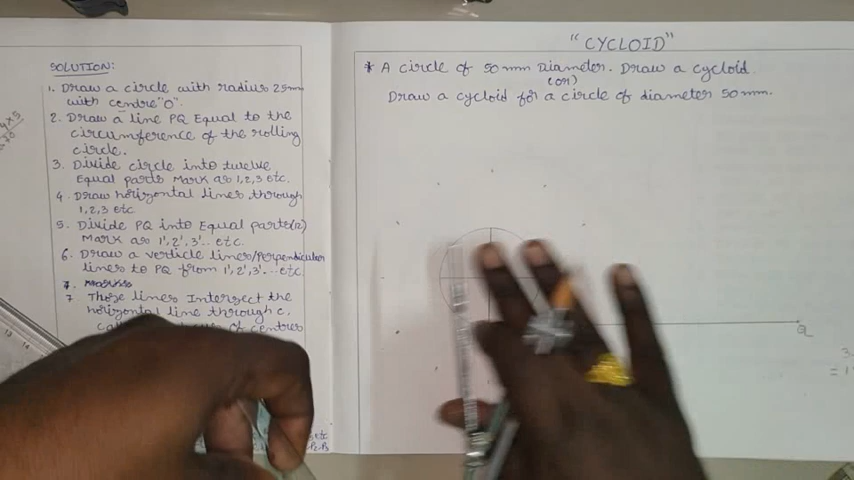 SOLUTION:
1. Draw a circle with radius 25mm
with centre "O".
2. Draw a line PQ Equal to the
circumference of the rolling
circle.
3. Divide circle into twelve
Equal parts Mark as 1,2,3 etc.
4. Draw horizontal lines through
1,2,3 etc
5. Divide PQ into Equal parts(12)
Mark as 1',2',3'.. etc.
6. Draw a verticle lines/Perpendicular
lines to PQ from 1',2',3'...etc.
7 Those lines Intersect the
horizontal line through c.
of centres
"CYCLOID"
* A circle of 50mm Diameter. Draw a cycloid
(or)
Draw a cycloid for a circle of diameter 50mm.
Q